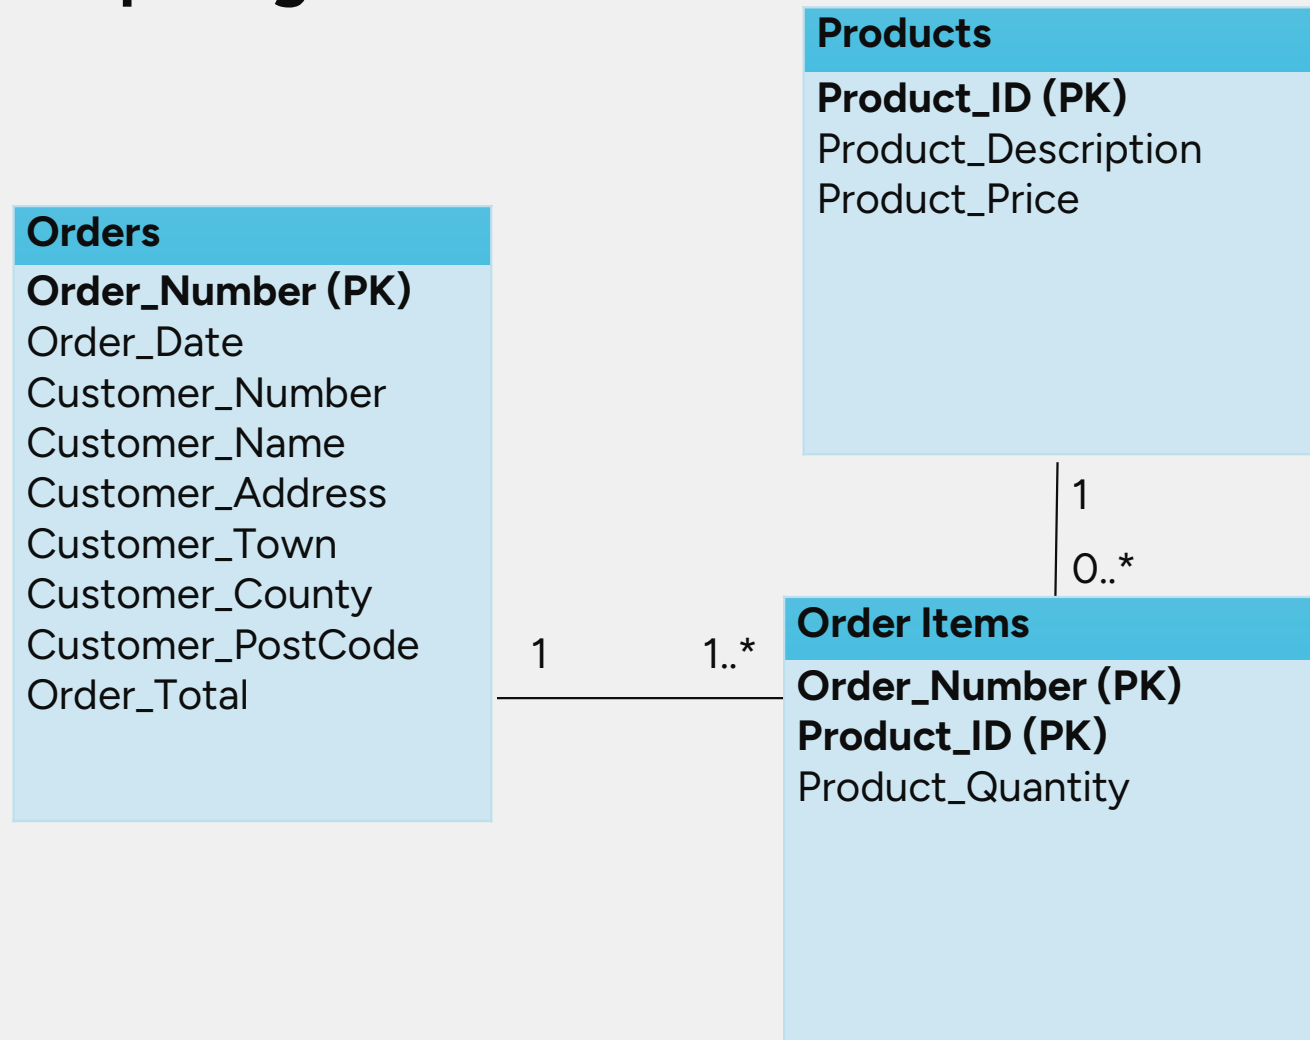 Orders
Order_Number (PK)
Order_Date
Customer_Number
Customer_Name
Customer_Address
Customer_Town
Customer_County
Customer_PostCode
Order_Total
1
1..*
Products
Product_ID (PK)
Product_Description
Product_Price
1
0..*
Order Items
Order_Number (PK)
Product_ID (PK)
Product_Quantity